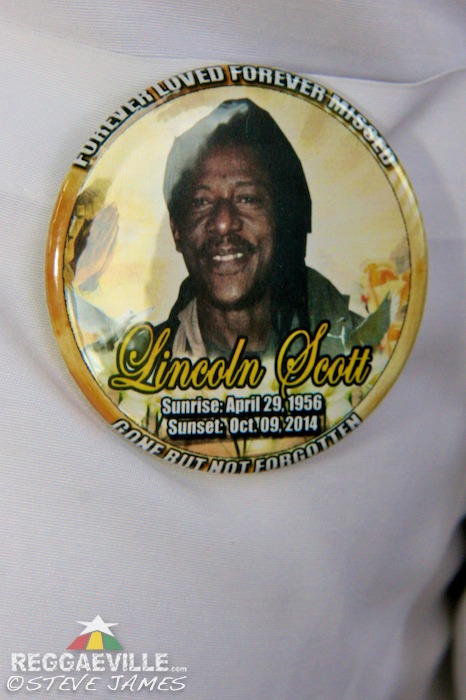 FOREVER LOVED FOREVER MISSED
Lincoln Scott
Sunrise: April 29, 1956
Sunset: Oct. 09, 2014
GONE BUT NOT FORGOTTEN
REGGAEVILLE.com
©STEVE JAMES